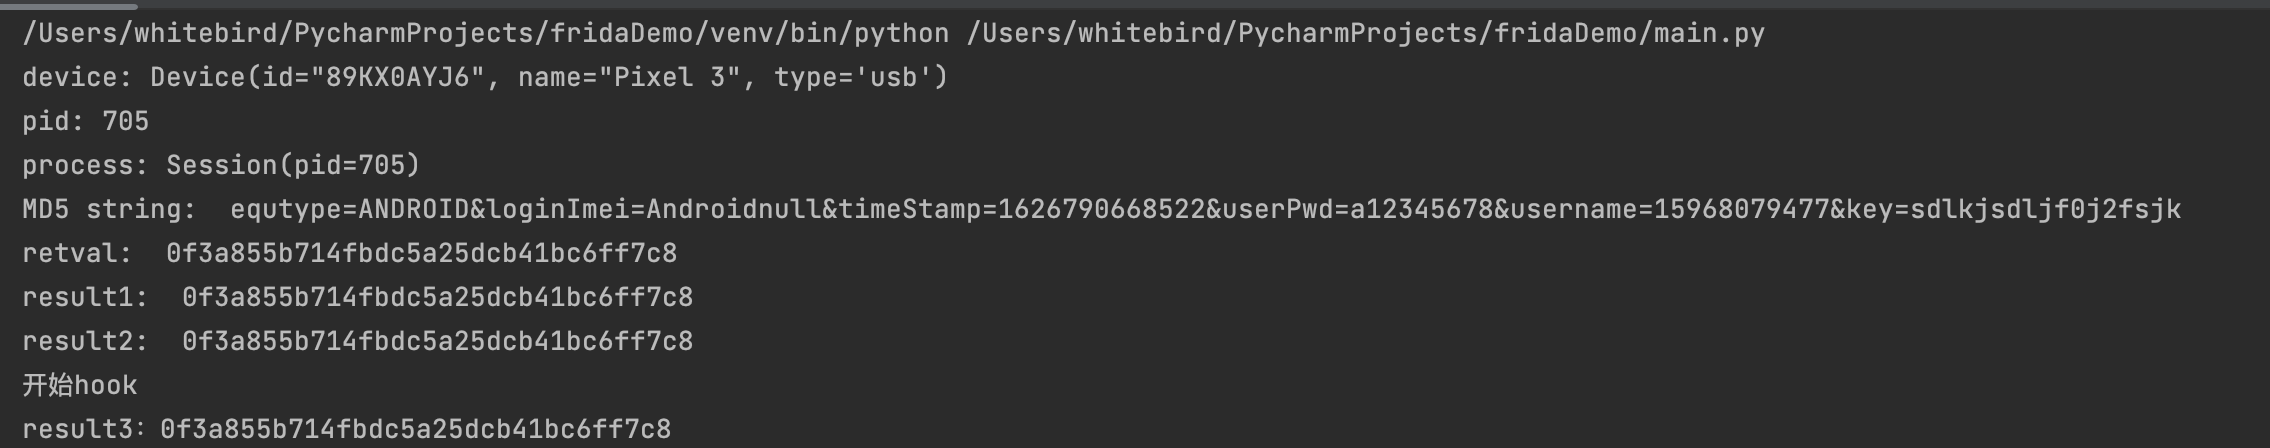 /Users/whitebird/PycharmProjects/fridaDemo/venv/bin/python /Users/whitebird/PycharmProjects/fridaDemo/main.py
device: Device(id="89KX0AYJ6", name="Pixel 3", type='usb')
pid: 705
process: Session(pid=705)
MD5 string:  equtype=ANDROID&loginImei=Androidnull&timeStamp=1626790668522&userPwd=a12345678&username=15968079477&key=sdlkjsdljf0j2fsjk
retval:  0f3a855b714fbdc5a25dcb41bc6ff7c8
result1:  0f3a855b714fbdc5a25dcb41bc6ff7c8
result2:  0f3a855b714fbdc5a25dcb41bc6ff7c8
开始hook
result3：0f3a855b714fbdc5a25dcb41bc6ff7c8